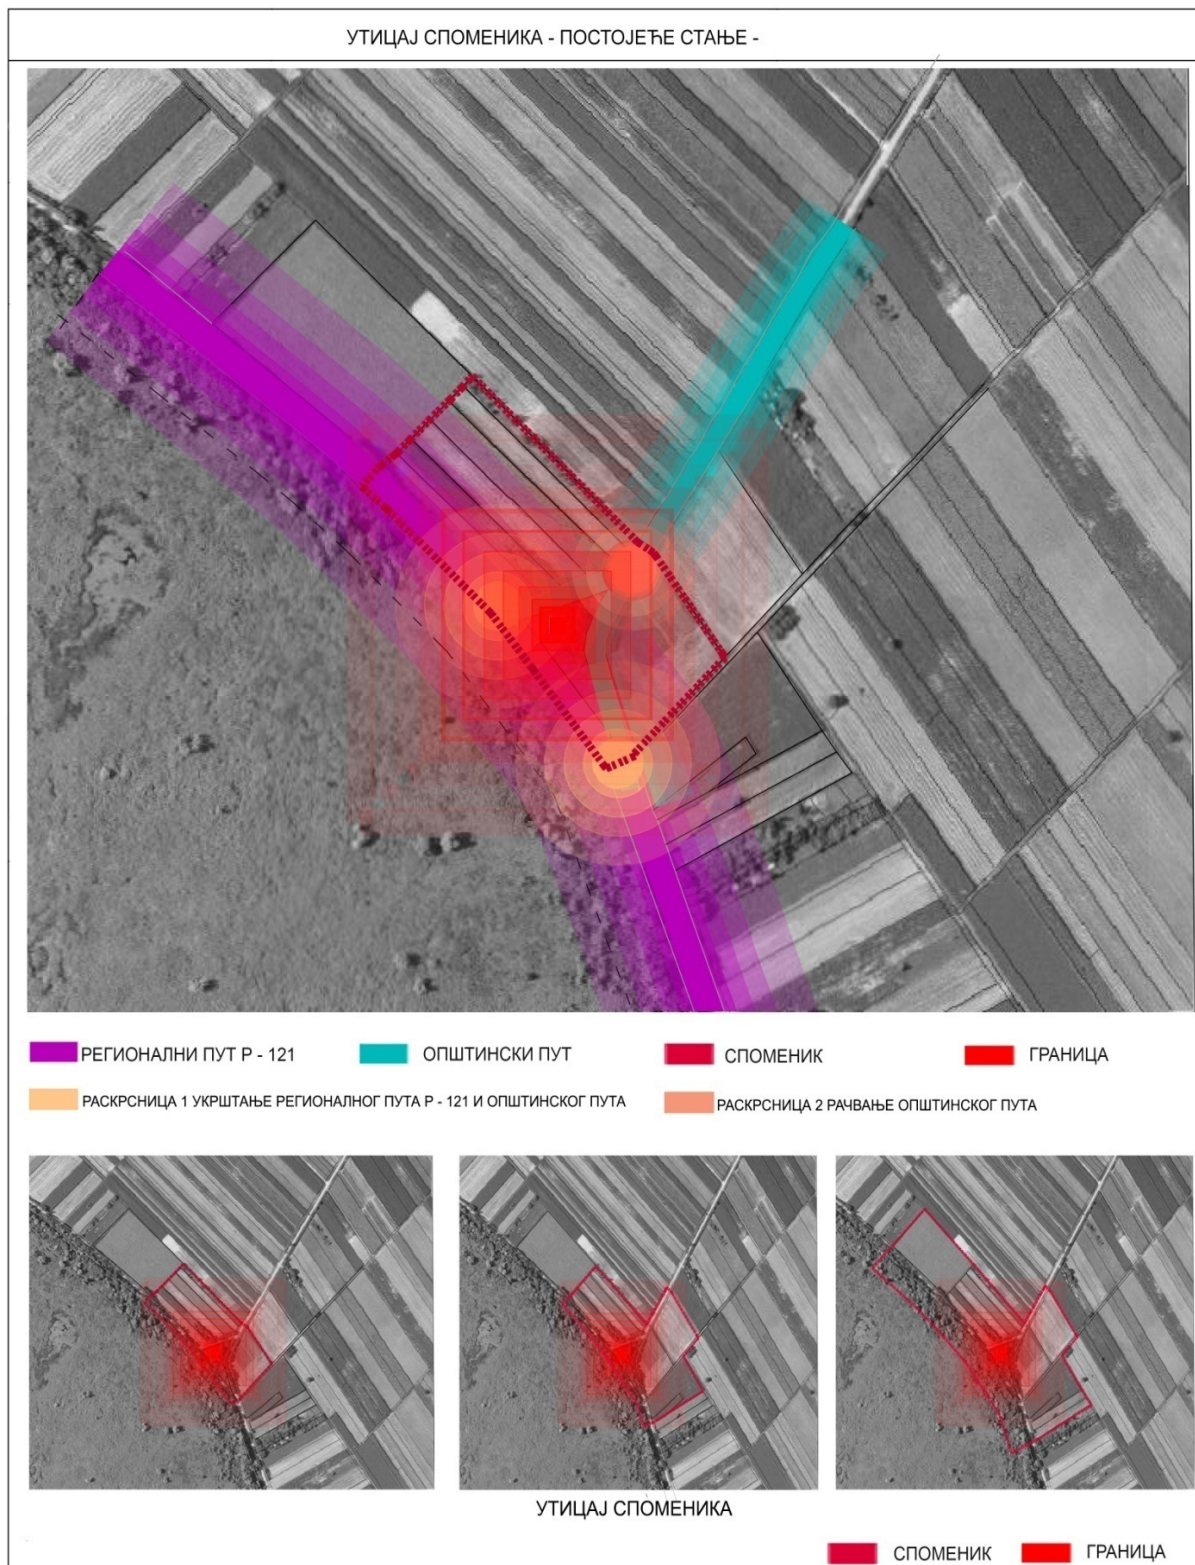 УТИЦАЈ СПОМЕНИКА - ПОСТОЈЕЋЕ СТАЊЕ -
РЕГИОНАЛНИ ПУТ Р - 121
ОПШТИНСКИ ПУТ
СПОМЕНИК
ГРАНИЦА
РАСКРСНИЦА 1 УКРШТАЊЕ РЕГИОНАЛНОГ ПУТА Р - 121 И ОПШТИНСКОГ ПУТА
РАСКРСНИЦА 2 РАЧВАЊЕ ОПШТИНСКОГ ПУТА
УТИЦАЈ СПОМЕНИКА
СПОМЕНИК
ГРАНИЦА